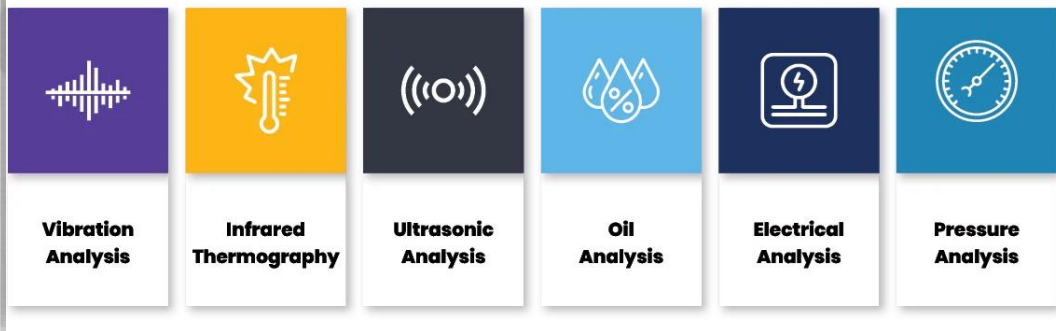 Vibration
Analysis
Infrared
Thermography
Ultrasonic
Analysis
Oil
Analysis
Electrical
Analysis
Pressure
Analysis